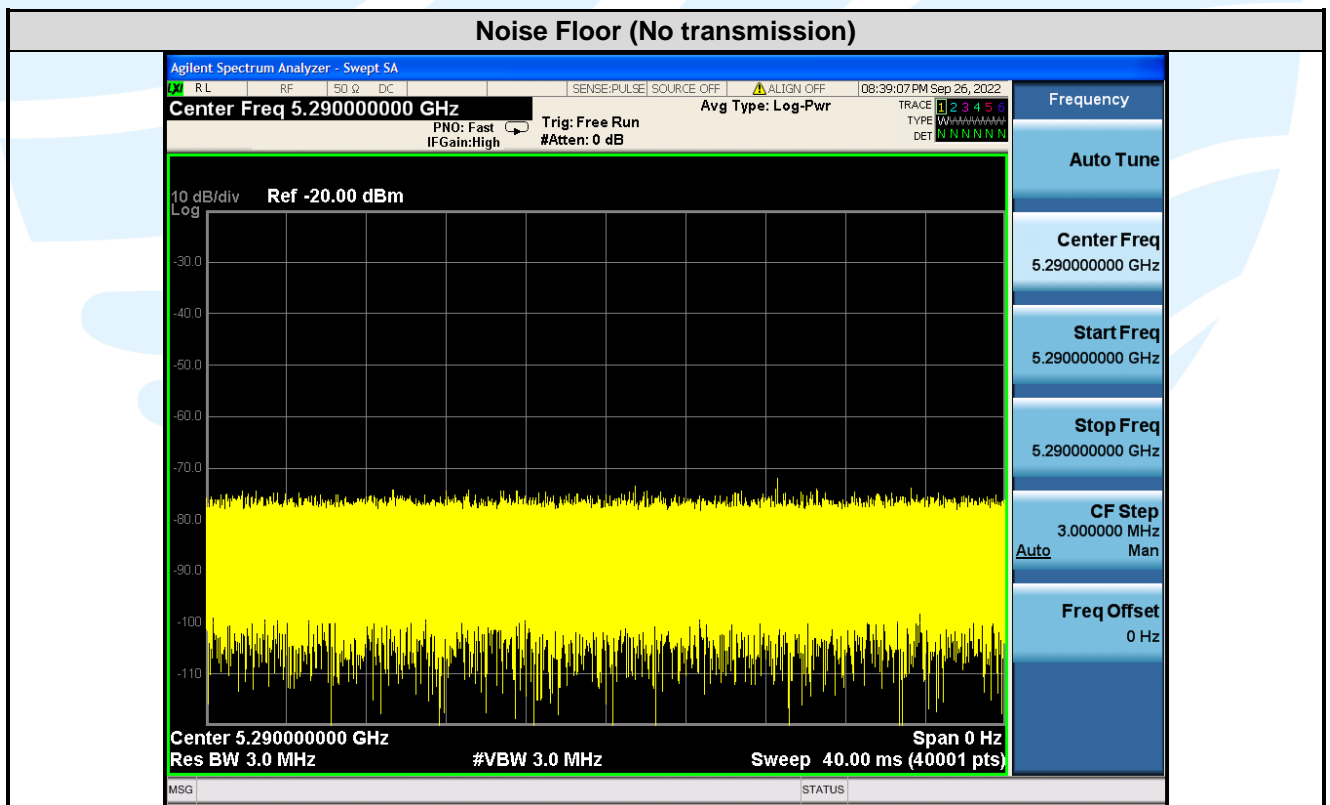 Noise Floor (No transmission)
Agilent Spectrum Analyzer - Swept SA
LXI RL RF 50 Ω DC SENSE:PULSE SOURCE OFF ALIGN OFF 08:39:07 PM Sep 26, 2022
Center Freq 5.290000000 GHz
PNO: Fast
IFGain:High
Trig: Free Run
#Atten: 0 dB
Avg Type: Log-Pwr
TRACE 1 2 3 4 5 6
TYPE WWWWWW
DET N N N N N N
10 dB/div Ref -20.00 dBm
Log
-30.0
-40.0
-50.0
-60.0
-70.0
-80.0
-90.0
-100
-110
Center 5.290000000 GHz Span 0 Hz
Res BW 3.0 MHz #VBW 3.0 MHz Sweep 40.00 ms (40001 pts)
MSG STATUS
Frequency
Auto Tune
Center Freq
5.290000000 GHz
Start Freq
5.290000000 GHz
Stop Freq
5.290000000 GHz
CF Step
3.000000 MHz
Auto Man
Freq Offset
0 Hz